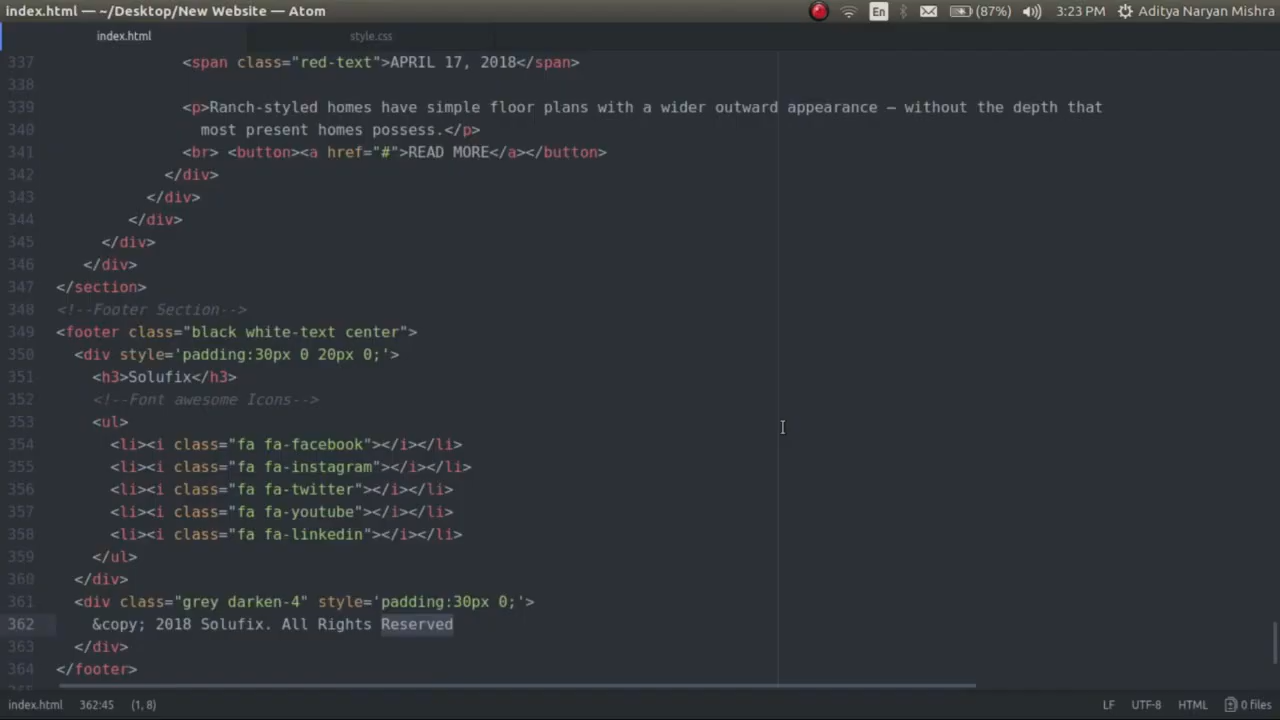 index.html — ~/Desktop/New Website — Atom
En (87%) 3:23 PM Aditya Naryan Mishra
index.html style.css
337 <span class="red-text">APRIL 17, 2018</span>
338
339 <p>Ranch-styled homes have simple floor plans with a wider outward appearance – without the depth that
340 most present homes possess.</p>
341 <br> <button><a href="#">READ MORE</a></button>
342 </div>
343 </div>
344 </div>
345 </div>
346 </div>
347 </section>
348 <!--Footer Section-->
349 <footer class="black white-text center">
350 <div style='padding:30px 0 20px 0;'>
351 <h3>Solufix</h3>
352 <!--Font awesome Icons-->
353 <ul>
354 <li><i class="fa fa-facebook"></i></li>
355 <li><i class="fa fa-instagram"></i></li>
356 <li><i class="fa fa-twitter"></i></li>
357 <li><i class="fa fa-youtube"></i></li>
358 <li><i class="fa fa-linkedin"></i></li>
359 </ul>
360 </div>
361 <div class="grey darken-4" style='padding:30px 0;'>
362 &copy; 2018 Solufix. All Rights Reserved
363 </div>
364 </footer>
index.html 362:45 (1, 8) LF UTF-8 HTML 0 files